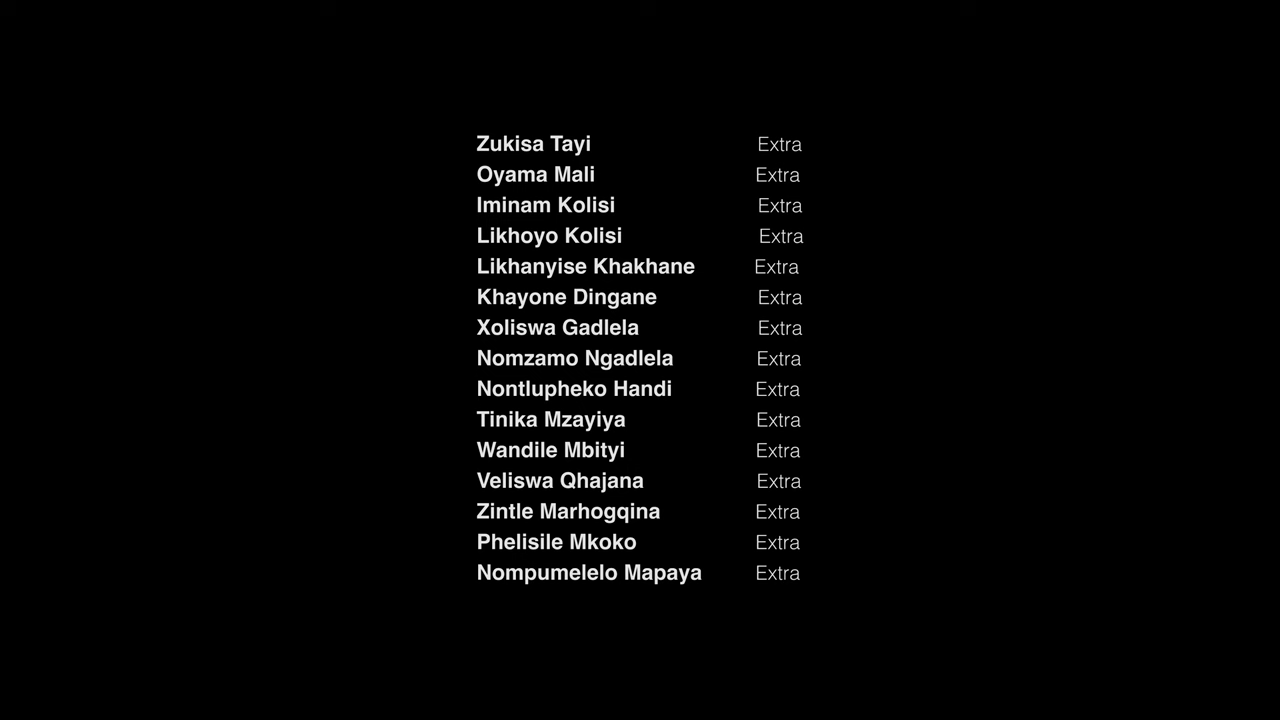 Zukisa Tayi Extra
Oyama Mali Extra
Iminam Kolisi Extra
Likhoyo Kolisi Extra
Likhanyise Khakhane Extra
Khayone Dingane Extra
Xoliswa Gadlela Extra
Nomzamo Ngadlela Extra
Nontlupheko Handi Extra
Tinika Mzayiya Extra
Wandile Mbityi Extra
Veliswa Qhajana Extra
Zintle Marhogqina Extra
Phelisile Mkoko Extra
Nompumelelo Mapaya Extra